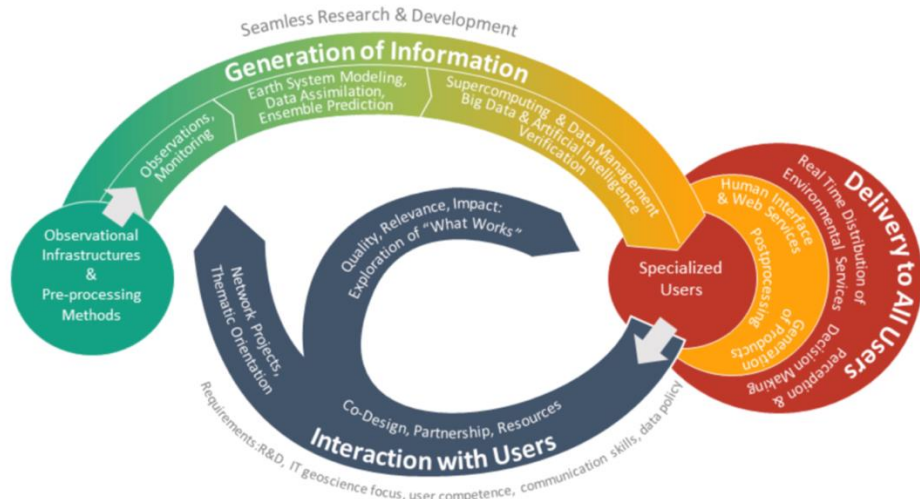 Seamless Research & Development
Generation of Information
Observations,
Monitoring
Earth System Modeling,
Data Assimilation,
Ensemble Prediction
Supercomputing & Data Management
Big Data & Artificial Intelligence
Verification
Observational
Infrastructures
&
Pre-processing
Methods
Quality, Relevance, Impact:
Exploration of "What Works"
Network Projects,
Thematic Orientation
Co-Design, Partnership, Resources
Interaction with Users
Requirements:R&D, IT geoscience focus, user competence, communication skills, data policy
Specialized
Users
Human Interface
& Web Services
Postprocessing
Generation
of products
Real Time Distribution of
Environmental Services
Perception &
Decision Making
Delivery to All Users